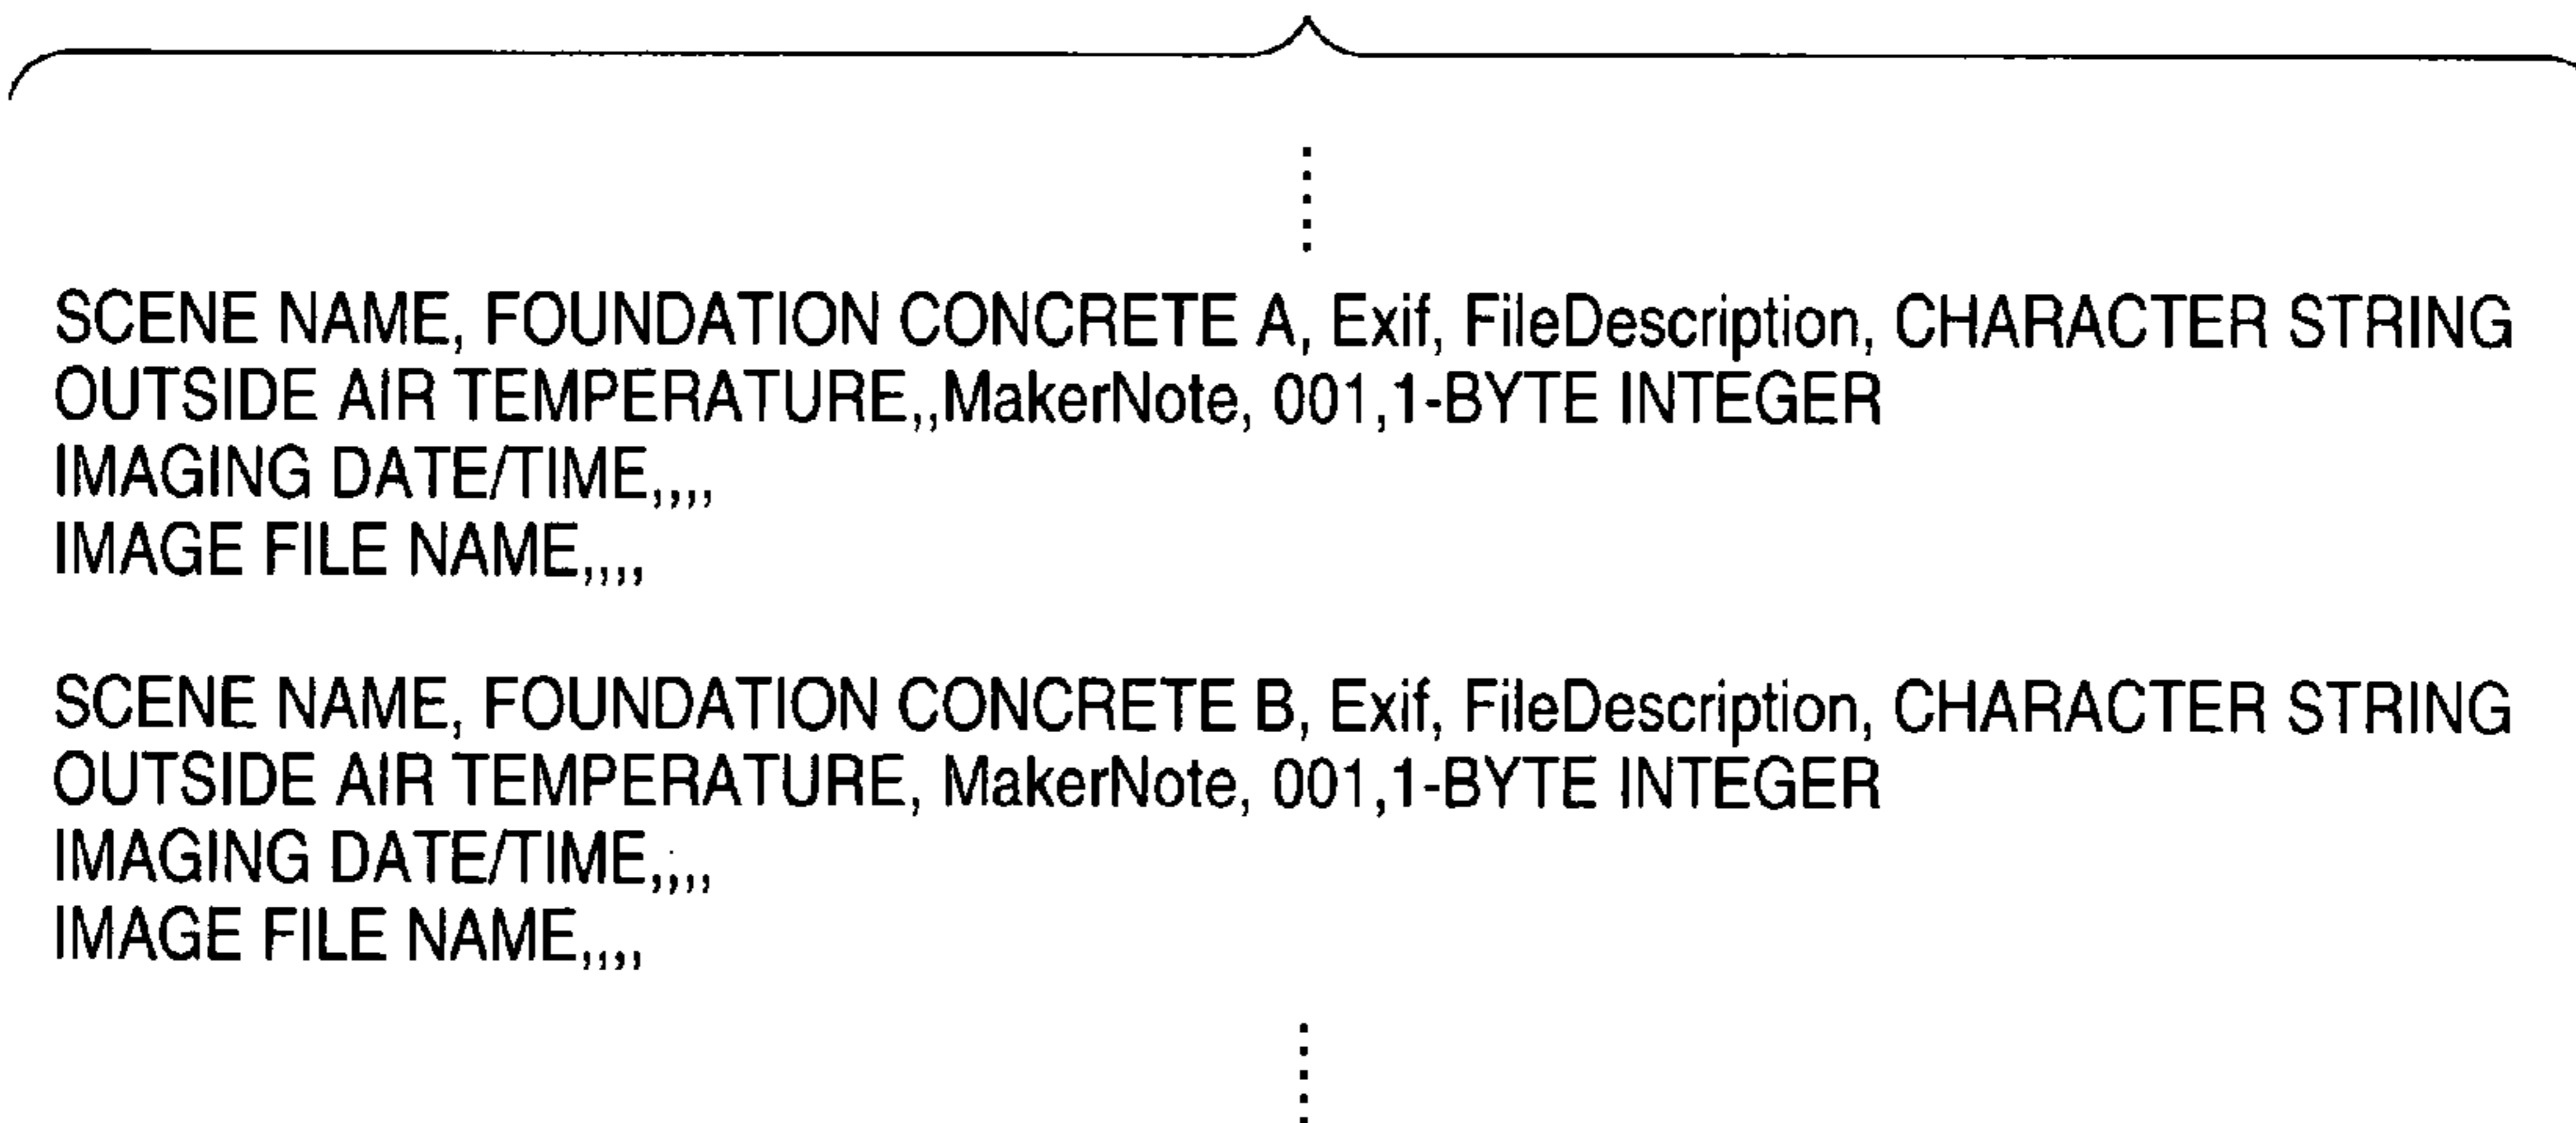 SCENE NAME, FOUNDATION CONCRETE A, Exif, FileDescription, CHARACTER STRING
OUTSIDE AIR TEMPERATURE,,MakerNote, 001,1-BYTE INTEGER
IMAGING DATE/TIME,,,,
IMAGE FILE NAME,,,,
SCENE NAME, FOUNDATION CONCRETE B, Exif, FileDescription, CHARACTER STRING
OUTSIDE AIR TEMPERATURE, MakerNote, 001,1-BYTE INTEGER
IMAGING DATE/TIME,,,,
IMAGE FILE NAME,,,,